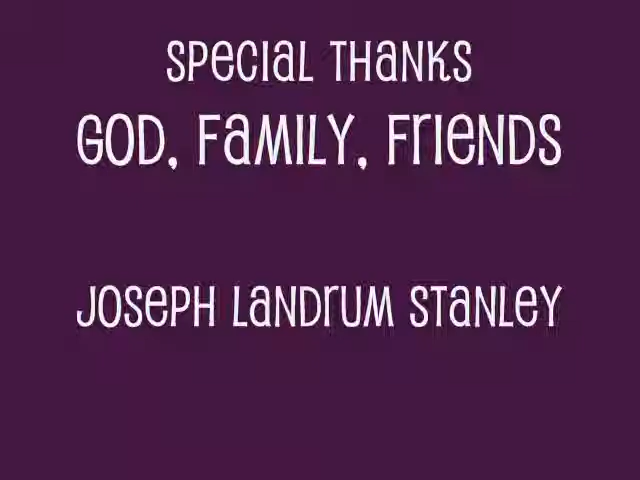 SPECIAL THANKS
GOD, FAMILY, FRIENDS
JOSEPH LANDRUM STANLEY